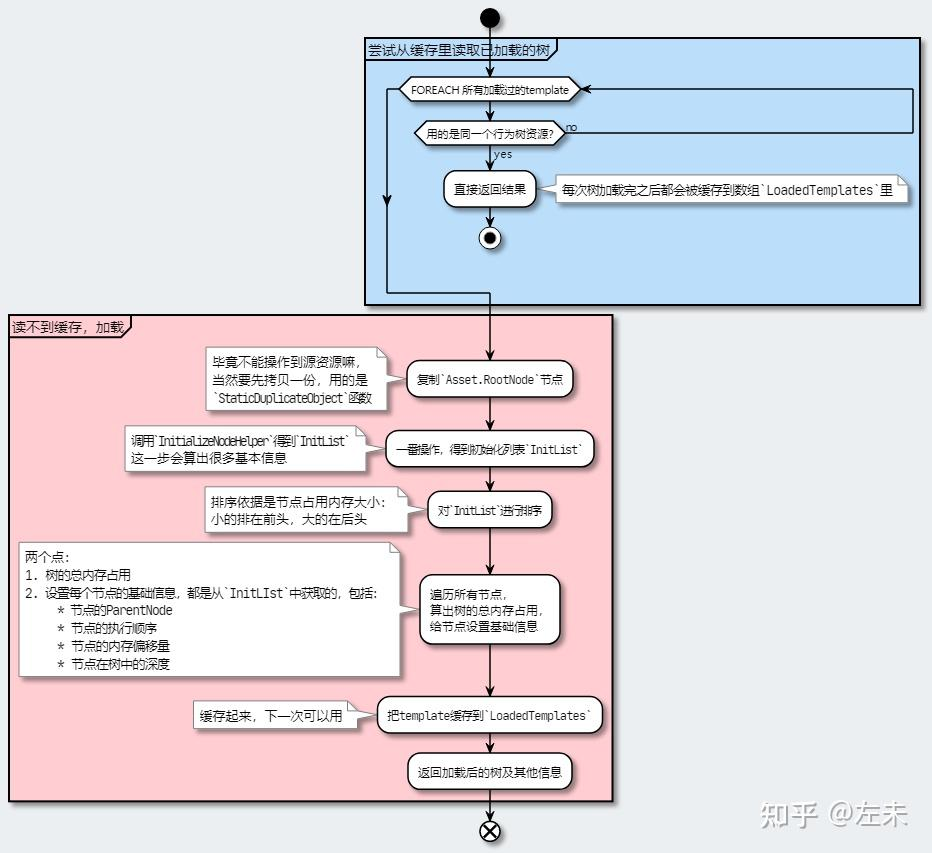 尝试从缓存里读取已加载的树
FOREACH 所有加载过的template
用的是同一个行为树资源?
no
yes
直接返回结果
每次树加载完之后都会被缓存到数组`LoadedTemplates`里
读不到缓存，加载
毕竟不能操作到源资源嘛，
当然要先拷贝一份，用的是
`StaticDuplicateObject`函数
复制`Asset.RootNode`节点
调用`InitializeNodeHelper`得到`InitList`
这一步会算出很多基本信息
一番操作，得到初始化列表`InitList`
排序依据是节点占用内存大小：
小的排在前头，大的在后头
对`InitList`进行排序
两个点：
1. 树的总内存占用
2. 设置每个节点的基础信息，都是从`InitLIst`中获取的，包括：
* 节点的ParentNode
* 节点的执行顺序
* 节点的内存偏移量
* 节点在树中的深度
遍历所有节点，
算出树的总内存占用，
给节点设置基础信息
缓存起来，下一次可以用
把template缓存到`LoadedTemplates`
返回加载后的树及其他信息
知乎 @左未